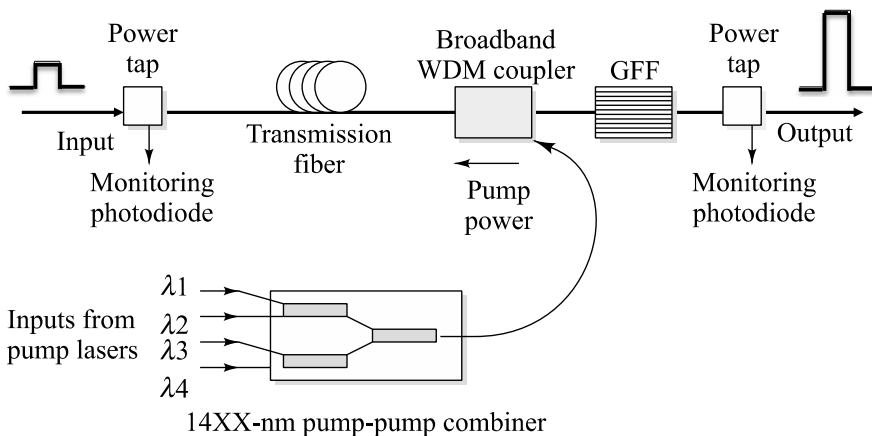 Power
tap
Broadband
WDM coupler
GFF
Power
tap
Input
Transmission
fiber
Output
Monitoring
photodiode
Pump
power
Monitoring
photodiode
λ1
λ2
λ3
λ4
Inputs from
pump lasers
14XX-nm pump-pump combiner